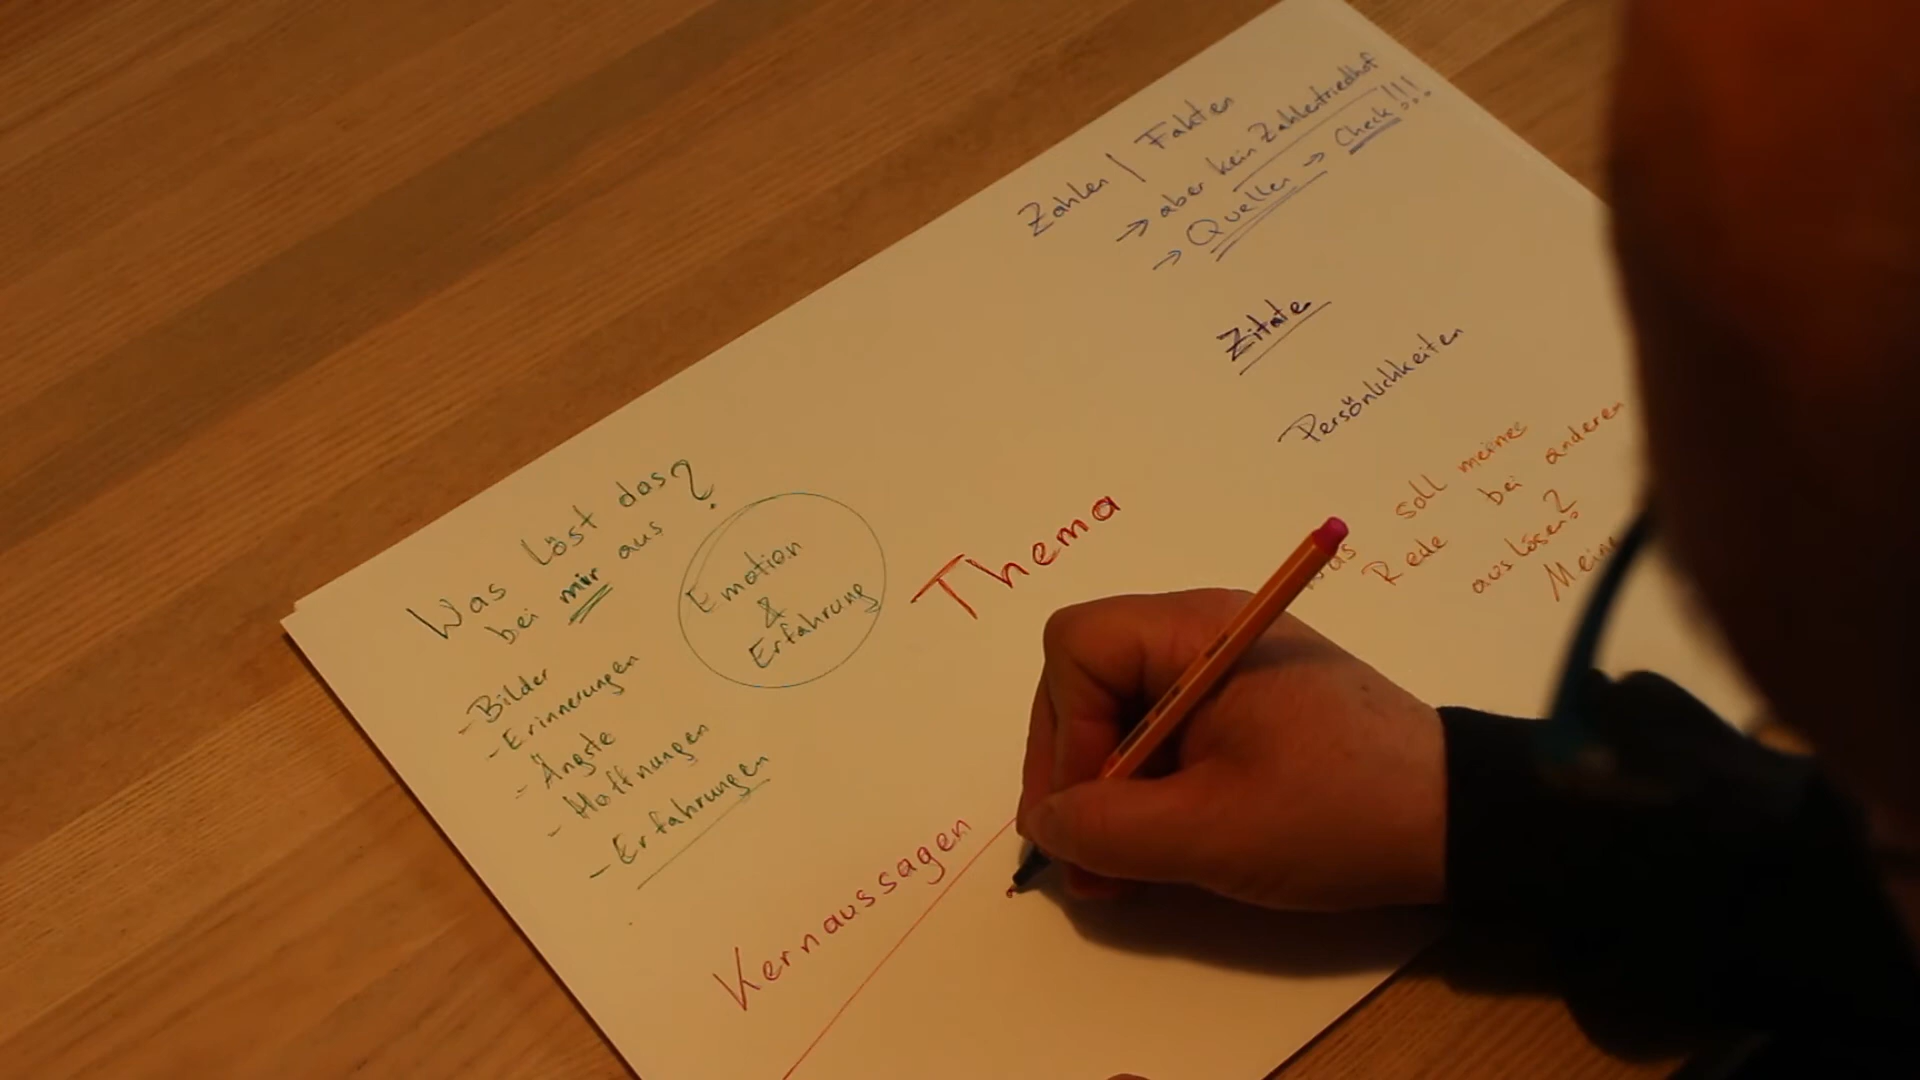 Zahlen / Fakten
→ aber kein Zahlenfriedhof
→ Quellen → Check!!!
Zitate
Persönlichkeiten
soll meine
Rede bei anderen
auslösen?
Was löst das
bei mir aus?
- Bilder
- Erinnerungen
- Ängste
- Hoffnungen
- Erfahrungen
Emotion
&
Erfahrung
Thema
Kernaussagen